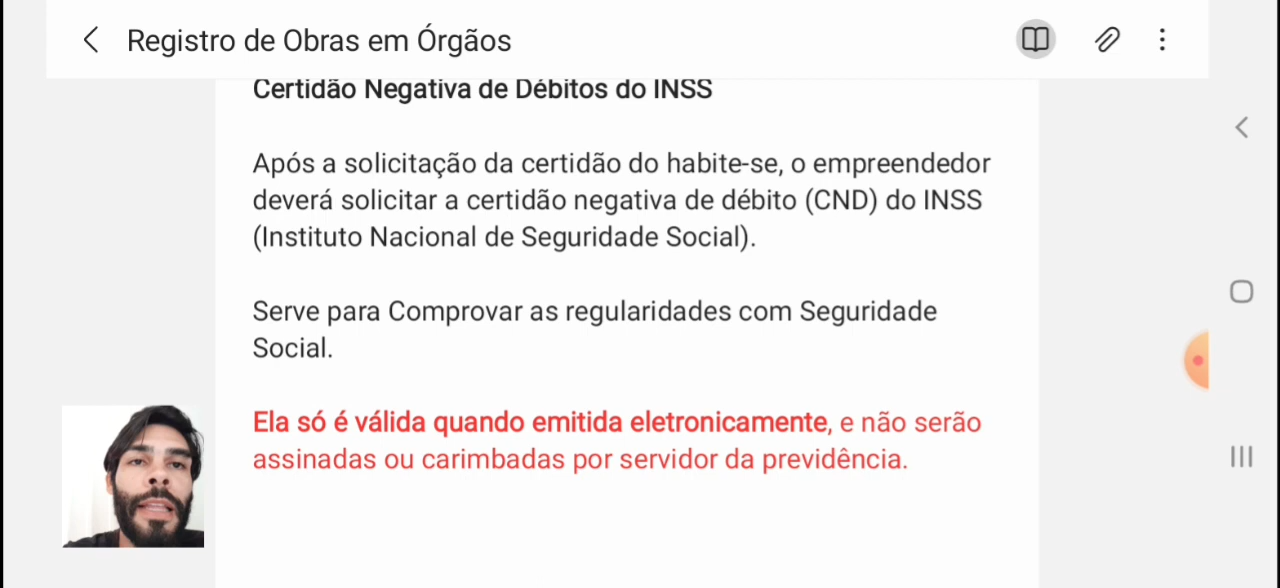 Registro de Obras em Órgãos
Certidão Negativa de Débitos do INSS
Após a solicitação da certidão do habite-se, o empreendedor
deverá solicitar a certidão negativa de débito (CND) do INSS
(Instituto Nacional de Seguridade Social).
Serve para Comprovar as regularidades com Seguridade
Social.
Ela só é válida quando emitida eletronicamente, e não serão
assinadas ou carimbadas por servidor da previdência.